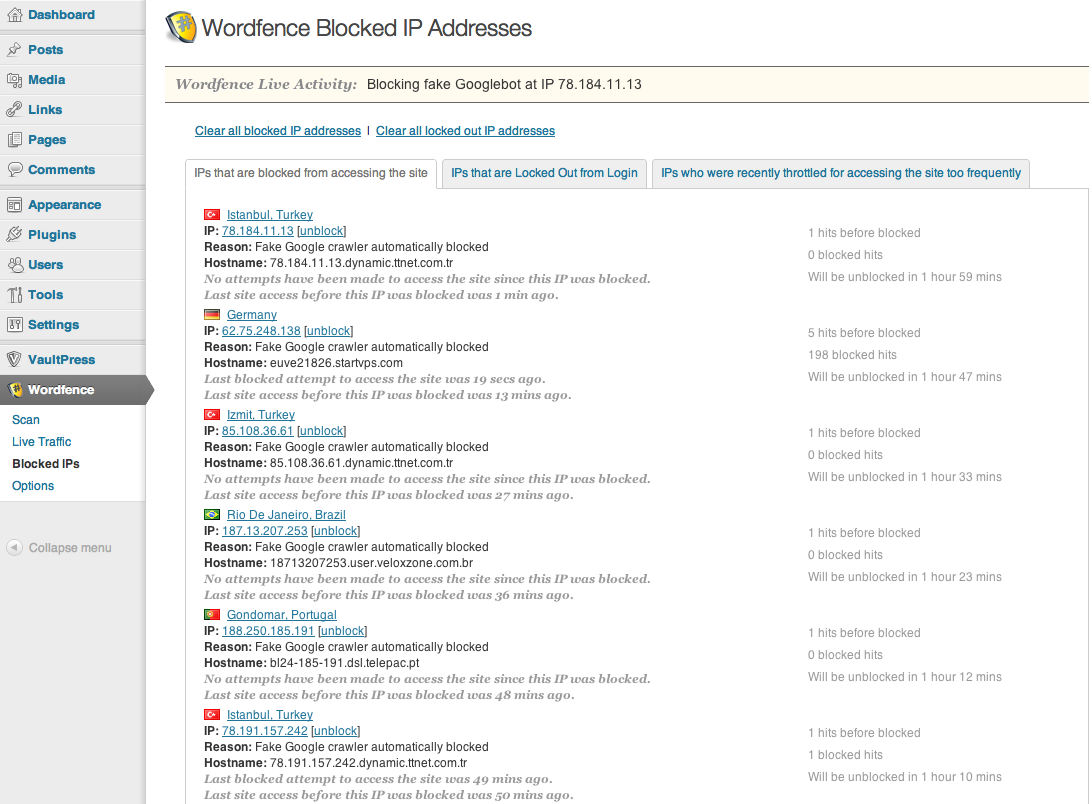 Dashboard
Posts
Media
Links
Pages
Comments
Appearance
Plugins
Users
Tools
Settings
VaultPress
Wordfence
Scan
Live Traffic
Blocked IPs
Options
Collapse menu
Wordfence Blocked IP Addresses
Wordfence Live Activity: Blocking fake Googlebot at IP 78.184.11.13
Clear all blocked IP addresses | Clear all locked out IP addresses
IPs that are blocked from accessing the site IPs that are Locked Out from Login IPs who were recently throttled for accessing the site too frequently
Istanbul, Turkey
IP: 78.184.11.13 [unblock]
Reason: Fake Google crawler automatically blocked
Hostname: 78.184.11.13.dynamic.ttnet.com.tr
No attempts have been made to access the site since this IP was blocked.
Last site access before this IP was blocked was 1 min ago.
1 hits before blocked
0 blocked hits
Will be unblocked in 1 hour 59 mins
Germany
IP: 62.75.248.138 [unblock]
Reason: Fake Google crawler automatically blocked
Hostname: euve21826.startvps.com
Last blocked attempt to access the site was 19 secs ago.
Last site access before this IP was blocked was 13 mins ago.
5 hits before blocked
198 blocked hits
Will be unblocked in 1 hour 47 mins
Izmit, Turkey
IP: 85.108.36.61 [unblock]
Reason: Fake Google crawler automatically blocked
Hostname: 85.108.36.61.dynamic.ttnet.com.tr
No attempts have been made to access the site since this IP was blocked.
Last site access before this IP was blocked was 27 mins ago.
1 hits before blocked
0 blocked hits
Will be unblocked in 1 hour 33 mins
Rio De Janeiro, Brazil
IP: 187.13.207.253 [unblock]
Reason: Fake Google crawler automatically blocked
Hostname: 18713207253.user.veloxzone.com.br
No attempts have been made to access the site since this IP was blocked.
Last site access before this IP was blocked was 36 mins ago.
1 hits before blocked
0 blocked hits
Will be unblocked in 1 hour 23 mins
Gondomar, Portugal
IP: 188.250.185.191 [unblock]
Reason: Fake Google crawler automatically blocked
Hostname: bl24-185-191.dsl.telepac.pt
No attempts have been made to access the site since this IP was blocked.
Last site access before this IP was blocked was 48 mins ago.
1 hits before blocked
0 blocked hits
Will be unblocked in 1 hour 12 mins
Istanbul, Turkey
IP: 78.191.157.242 [unblock]
Reason: Fake Google crawler automatically blocked
Hostname: 78.191.157.242.dynamic.ttnet.com.tr
Last blocked attempt to access the site was 49 mins ago.
Last site access before this IP was blocked was 50 mins ago.
1 hits before blocked
1 blocked hits
Will be unblocked in 1 hour 10 mins